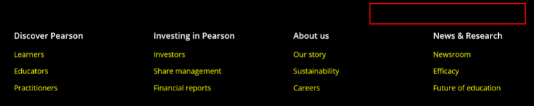 Discover Pearson
Learners
Educators
Practitioners
Investing in Pearson
Investors
Share management
Financial reports
About us
Our story
Sustainability
Careers
News & Research
Newsroom
Efficacy
Future of education